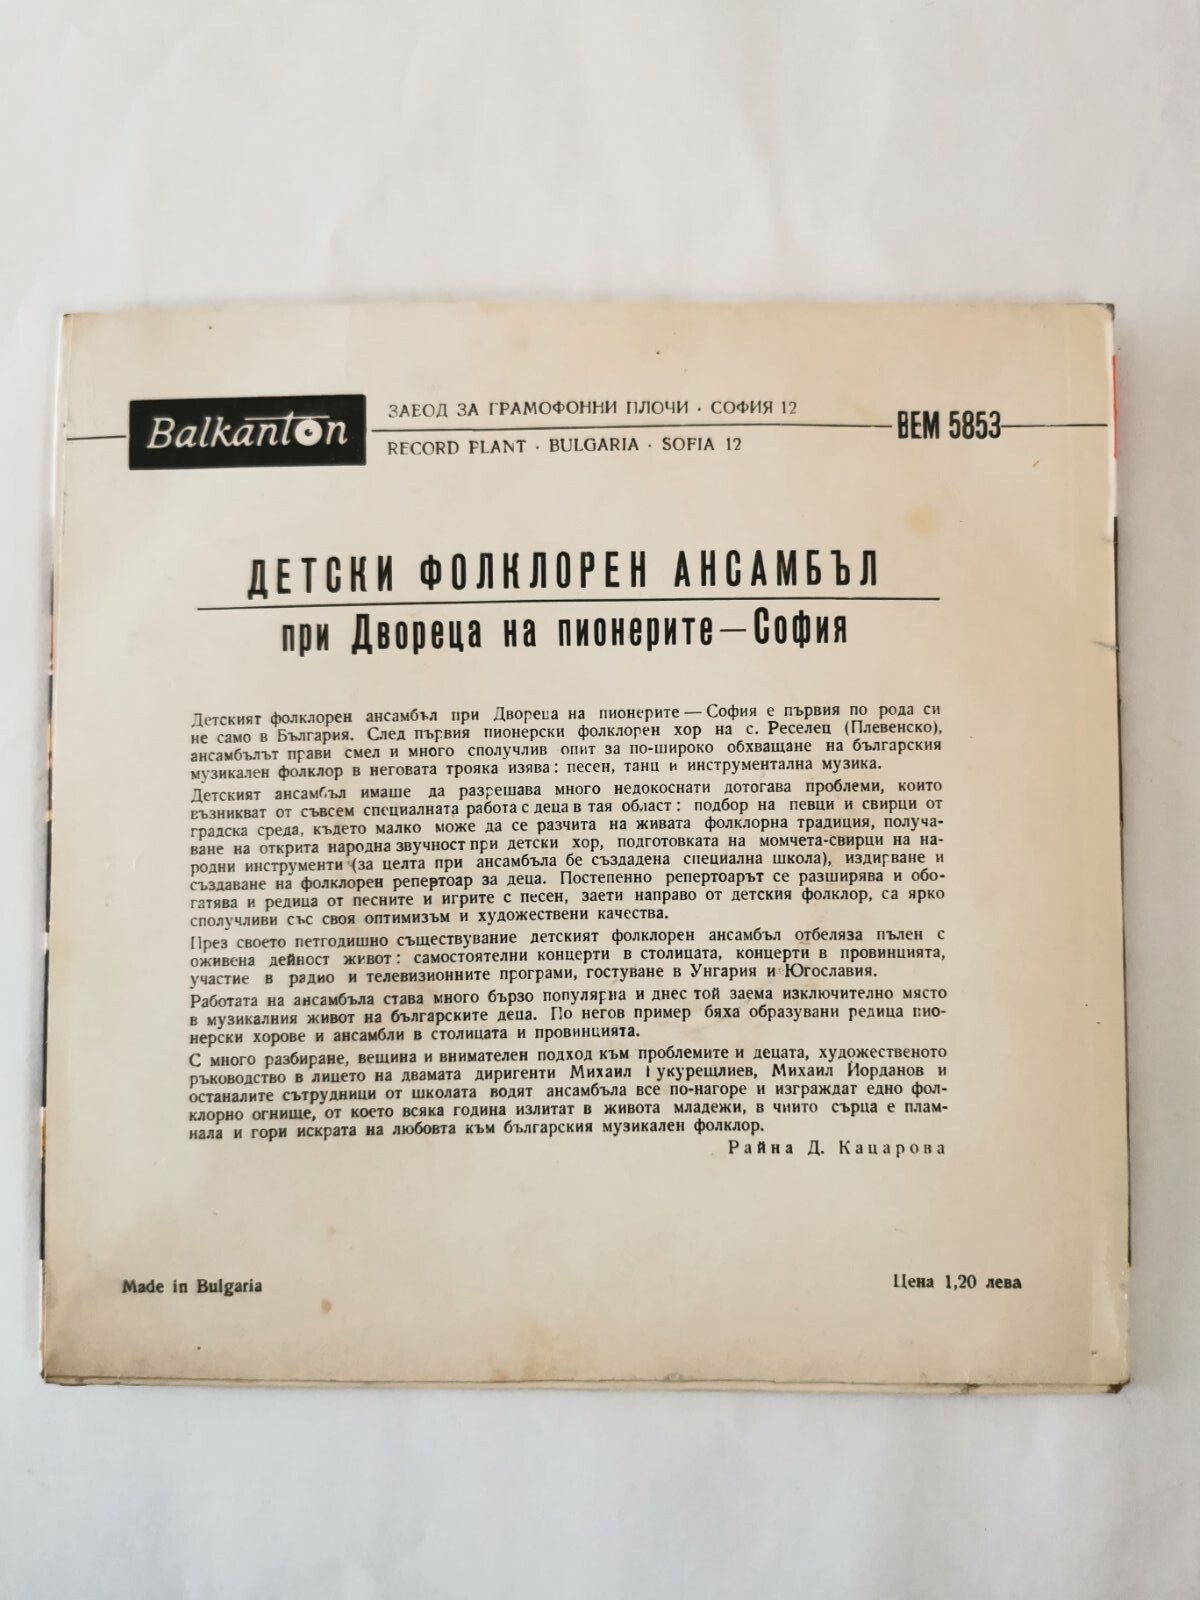 Balkanton
ЗАВОД ЗА ГРАМОФОННИ ПЛОЧИ · СОФИЯ 12
RECORD PLANT · BULGARIA · SOFIA 12
ВЕМ 5853
ДЕТСКИ ФОЛКЛОРЕН АНСАМБЪЛ
при Двореца на пионерите — София
Детският фолклорен ансамбъл при Двореца на пионерите — София е първия по рода си
не само в България. След първия пионерски фолклорен хор на с. Реселец (Плевенско),
ансамбълът прави смел и много сполучлив опит за по-широко обхващане на българския
музикален фолклор в неговата трояка изява: песен, танц и инструментална музика.
Детският ансамбъл имаше да разрешава много недокоснати дотогава проблеми, които
възникват от съвсем специалната работа с деца в тая област: подбор на певци и свирци от
градска среда, където малко може да се разчита на живата фолклорна традиция, получа-
ване на открита народна звучност при детски хор, подготовката на момчета-свирци на на-
родни инструменти (за целта при ансамбъла бе създадена специална школа), издирване и
създаване на фолклорен репертоар за деца. Постепенно репертоарът се разширява и обо-
гатява и редица от песните и игрите с песен, заети направо от детския фолклор, са ярко
сполучливи със своя оптимизъм и художествени качества.
През своето петгодишно съществуване детският фолклорен ансамбъл отбеляза пълен с
оживена дейност живот: самостоятелни концерти в столицата, концерти в провинцията,
участие в радио и телевизионните програми, гостуване в Унгария и Югославия.
Работата на ансамбъла става много бързо популярна и днес той заема изключително място
в музикалния живот на българските деца. По негов пример бяха образувани редица пио-
нерски хорове и ансамбли в столицата и провинцията.
С много разбиране, вещина и внимателен подход към проблемите и децата, художественото
ръководство в лицето на двамата диригенти Михаил Букурещлиев, Михаил Йорданов и
останалите сътрудници от школата водят ансамбъла все по-нагоре и изграждат едно фол-
клорно огнище, от което всяка година излитат в живота младежи, в чиито сърца е плам-
нала и гори искрата на любовта към българския музикален фолклор.
Райна Д. Кацарова
Made in Bulgaria
Цена 1,20 лева